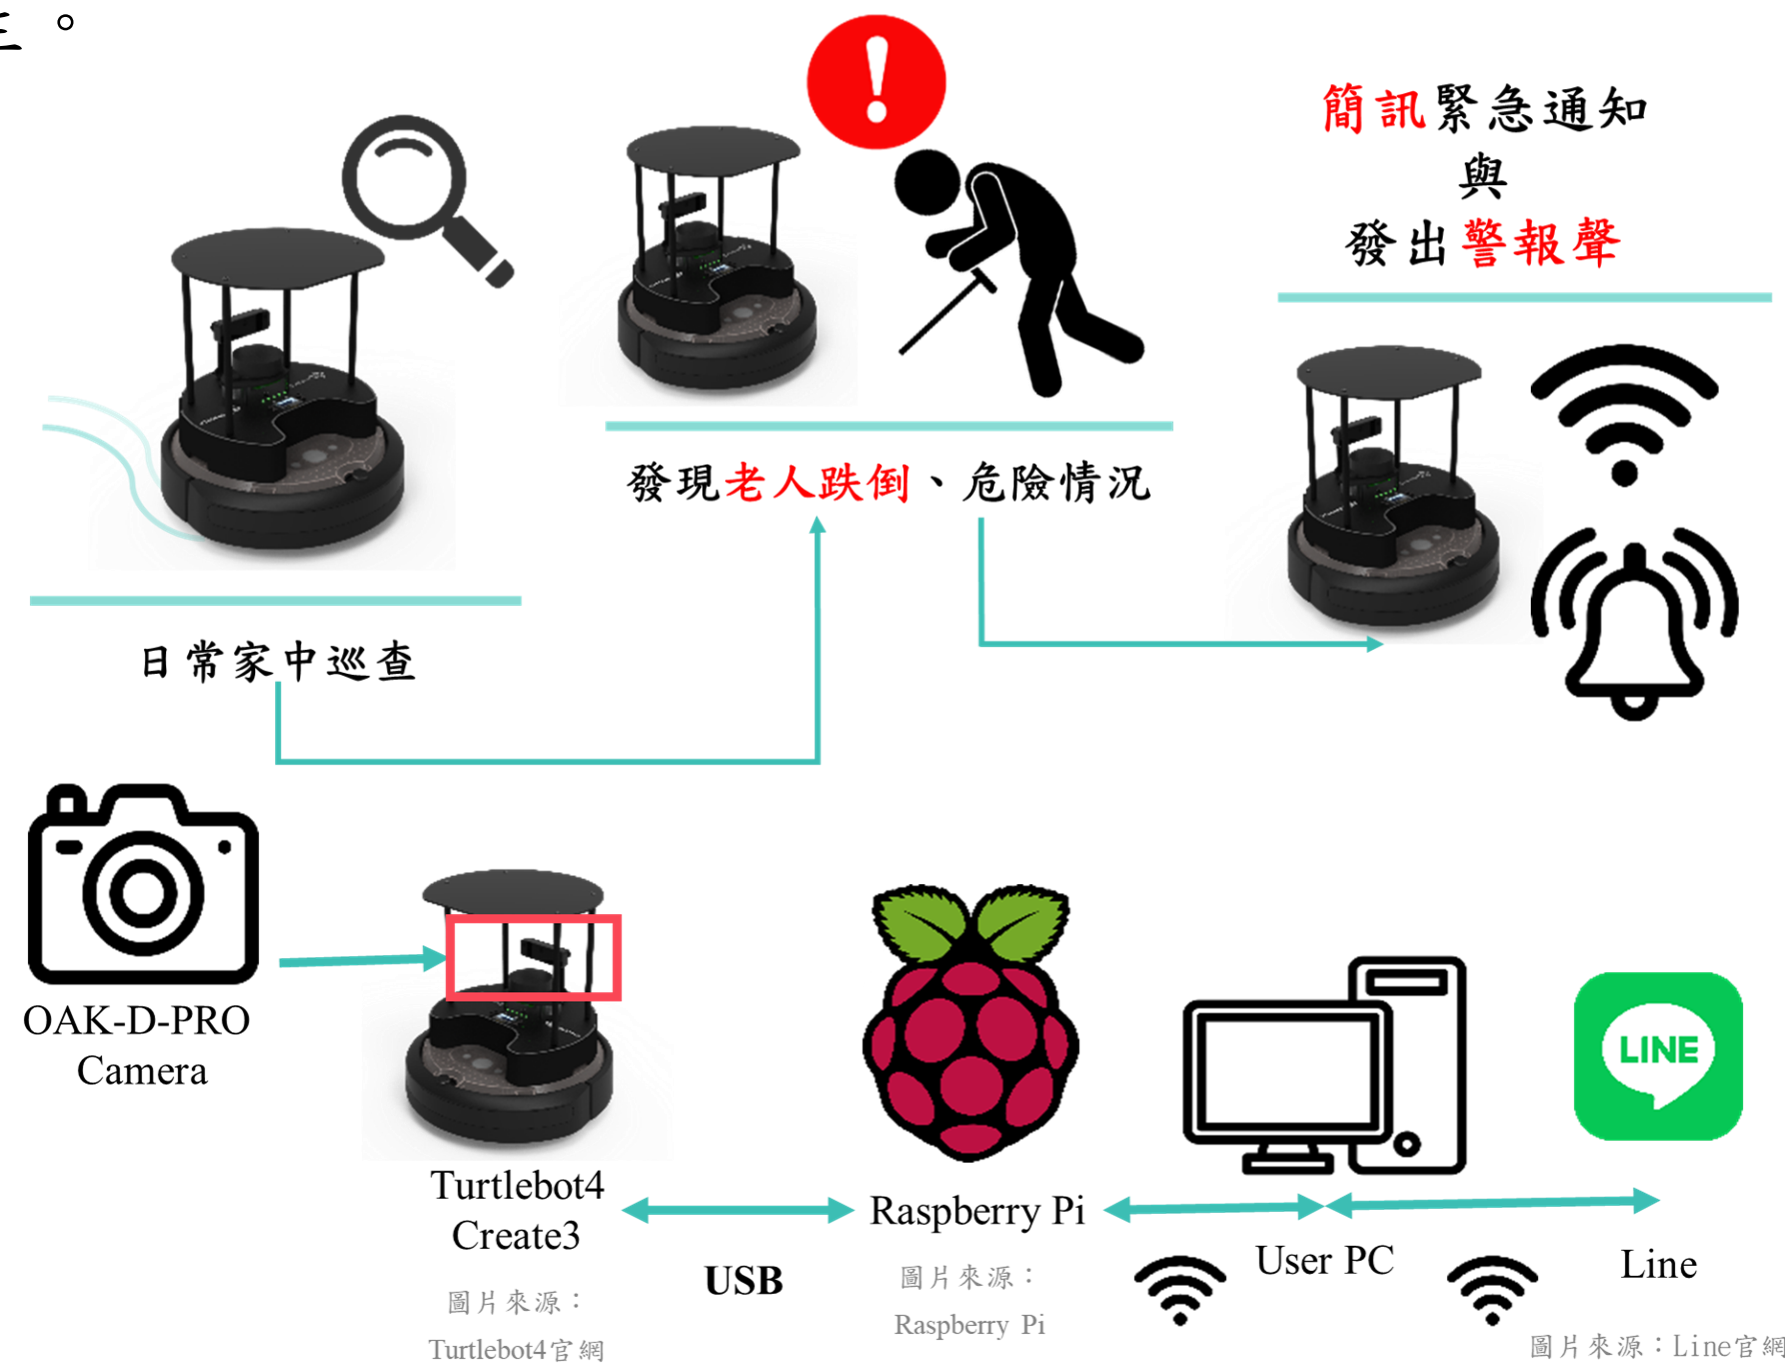 。
簡訊緊急通知
與
發出警報聲
發現老人跌倒、危險情況
日常家中巡查
OAK-D-PRO
Camera
Turtlebot4
Create3
圖片來源：
Turtlebot4官網
USB
Raspberry Pi
圖片來源：
Raspberry Pi
User PC
LINE
Line
圖片來源：Line官網